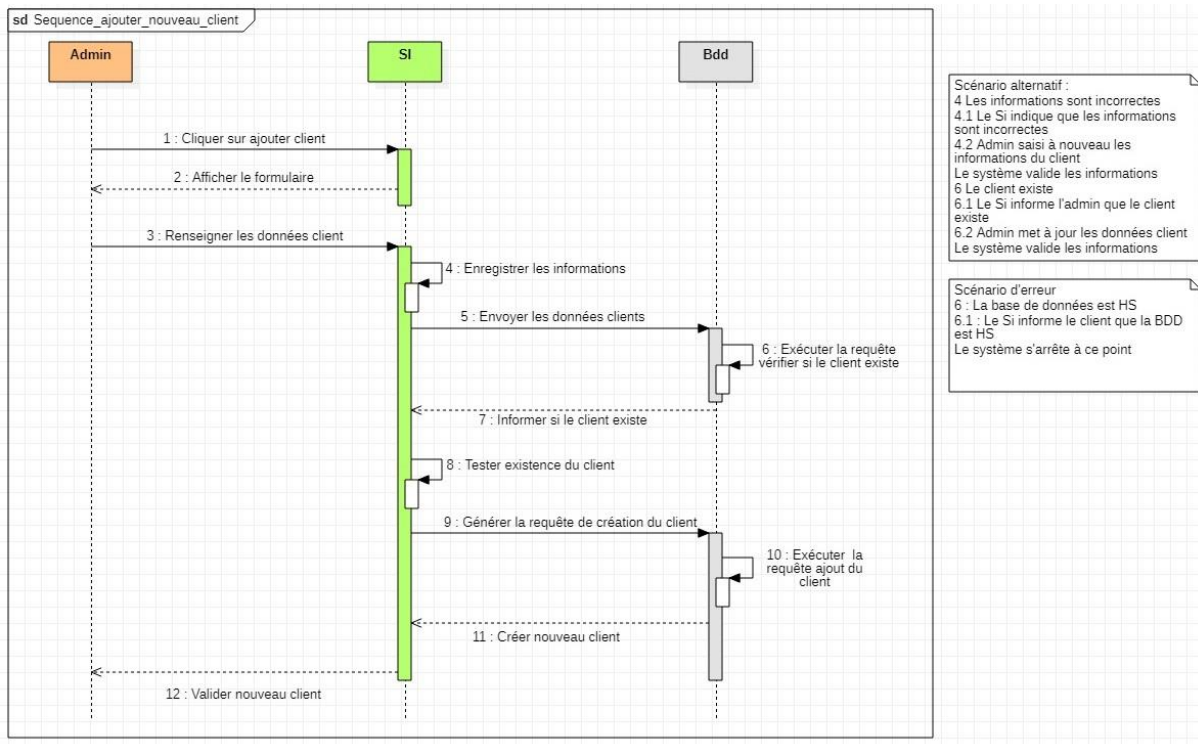 sd Sequence_ajouter_nouveau_client
Admin
SI
Bdd
1 : Cliquer sur ajouter client
2 : Afficher le formulaire
3 : Renseigner les données client
4 : Enregistrer les informations
5 : Envoyer les données clients
6 : Exécuter la requête
vérifier si le client existe
7 : Informer si le client existe
8 : Tester existence du client
9 : Générer la requête de création du client
10 : Exécuter la
requête ajout du
client
11 : Créer nouveau client
12 : Valider nouveau client
Scénario alternatif :
4 Les informations sont incorrectes
4.1 Le Si indique que les informations
sont incorrectes
4.2 Admin saisi à nouveau les
informations du client
Le système valide les informations
6 Le client existe
6.1 Le Si informe l'admin que le client
existe
6.2 Admin met à jour les données client
Le système valide les informations
Scénario d'erreur
6 : La base de données est HS
6.1 : Le Si informe le client que la BDD
est HS
Le système s'arrête à ce point